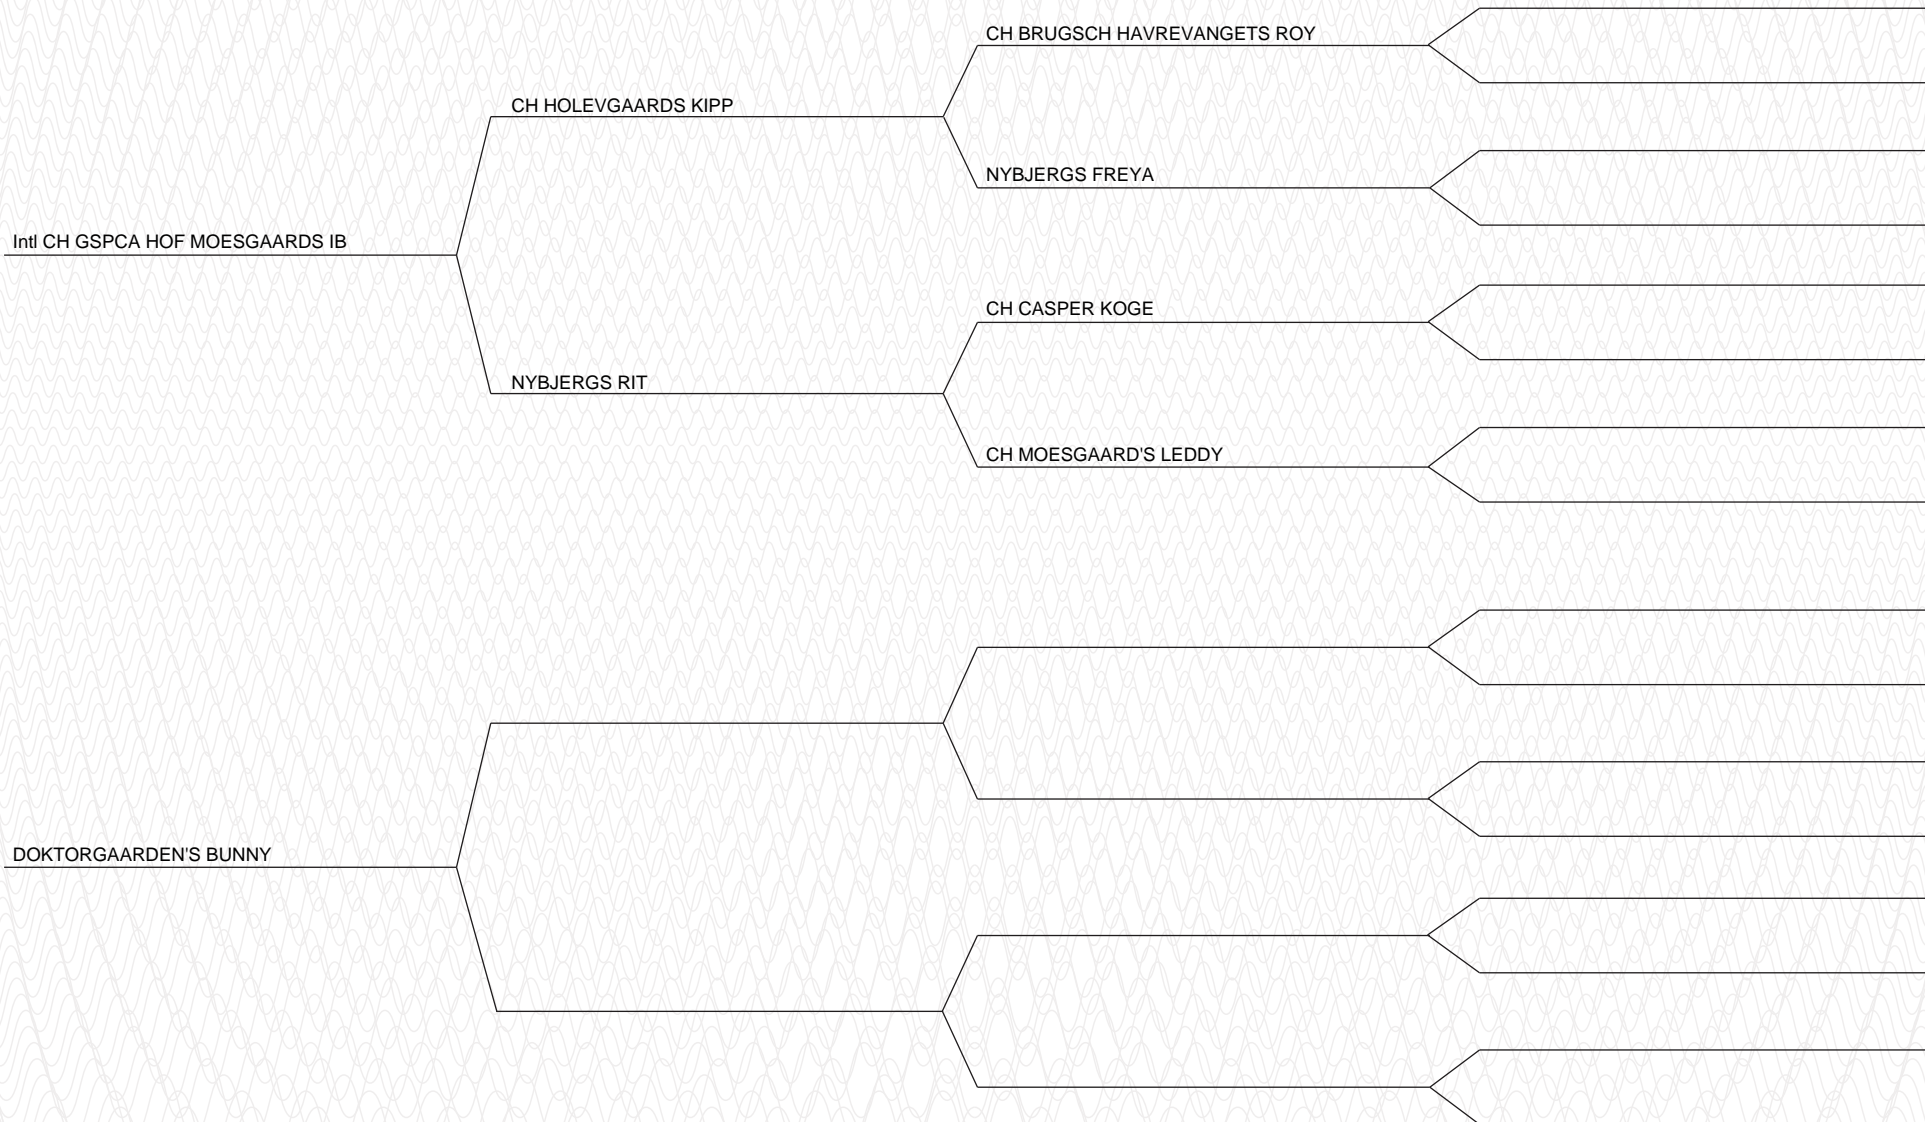 CH BRUGSCH HAVREVANGETS ROY
CH HOLEVGAARDS KIPP
NYBJERGS FREYA
Intl CH GSPCA HOF MOESGAARDS IB
CH CASPER KOGE
NYBJERGS RIT
CH MOESGAARD'S LEDDY
DOKTORGAARDEN'S BUNNY